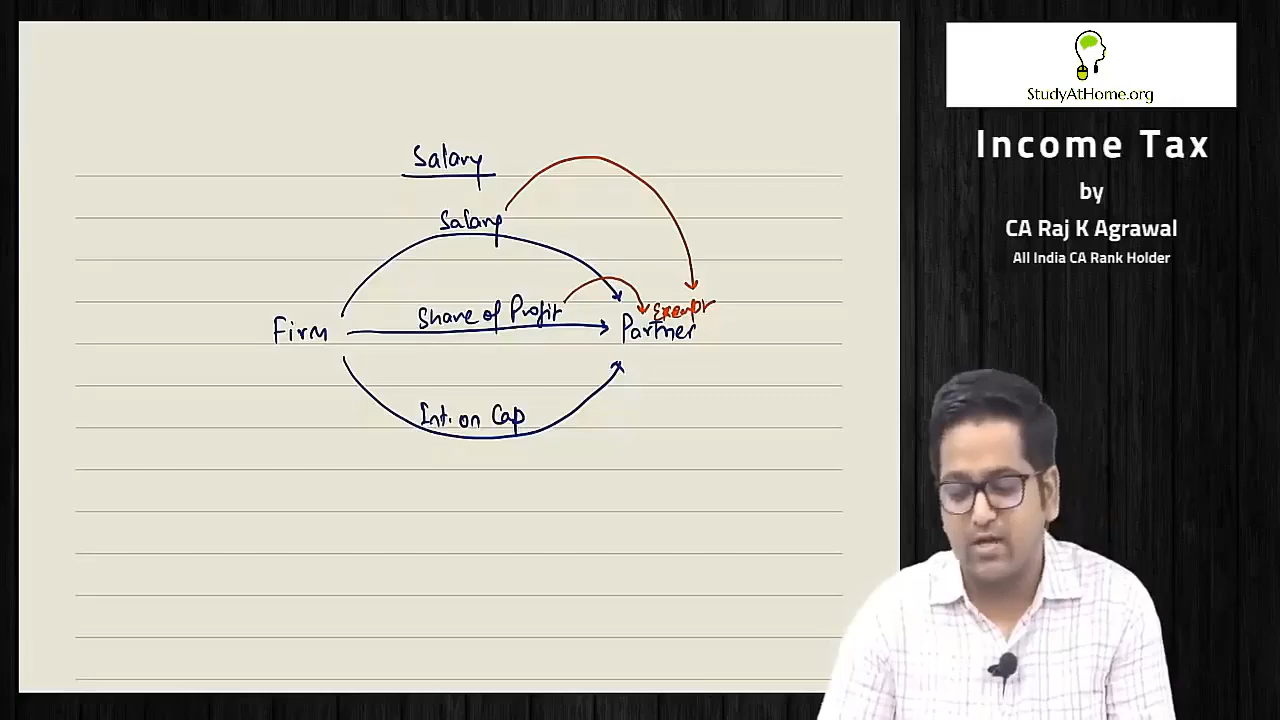 Salary
Salary
Share of Profit
Exempt
Firm
Partner
Int. on Cap
StudyAtHome.org
Income Tax
by
CA Raj K Agrawal
All India CA Rank Holder